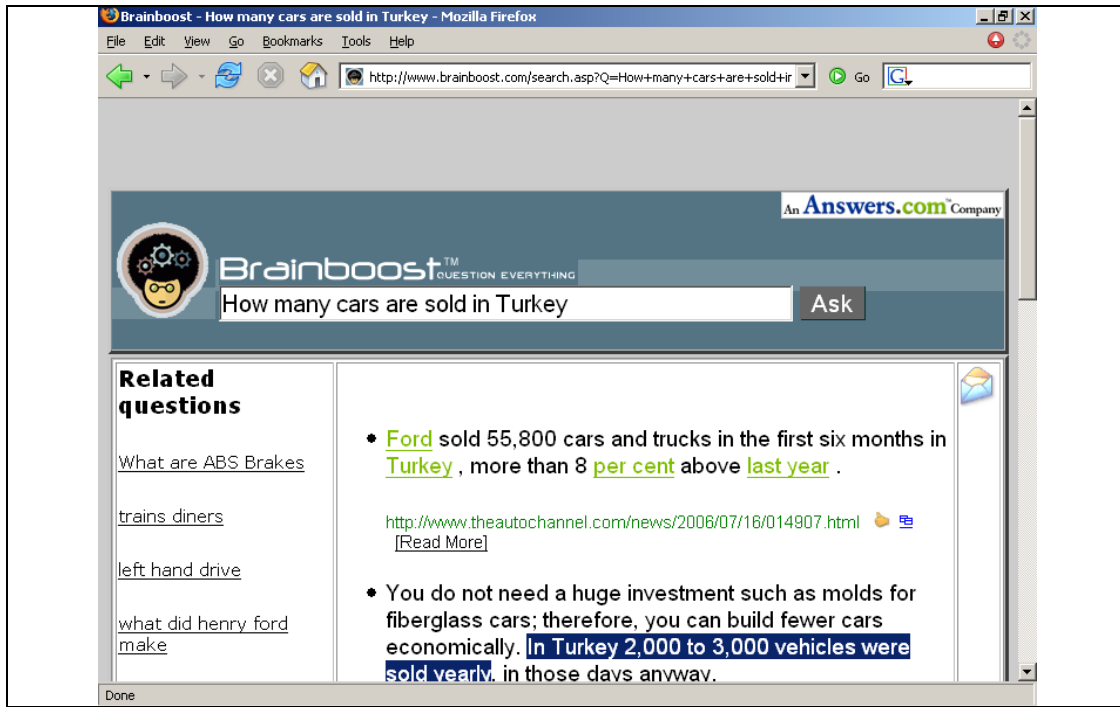 Brainboost - How many cars are sold in Turkey - Mozilla Firefox
File Edit View Go Bookmarks Tools Help
http://www.brainboost.com/search.asp?Q=How+many+cars+are+sold+ir Go G
An Answers.com™ Company
Brainboost™ QUESTION EVERYTHING
How many cars are sold in Turkey Ask
Related
questions
What are ABS Brakes
trains diners
left hand drive
what did henry ford
make
• Ford sold 55,800 cars and trucks in the first six months in
Turkey , more than 8 per cent above last year .
http://www.theautochannel.com/news/2006/07/16/014907.html
[Read More]
• You do not need a huge investment such as molds for
fiberglass cars; therefore, you can build fewer cars
economically. In Turkey 2,000 to 3,000 vehicles were
sold yearly, in those days anyway.
Done